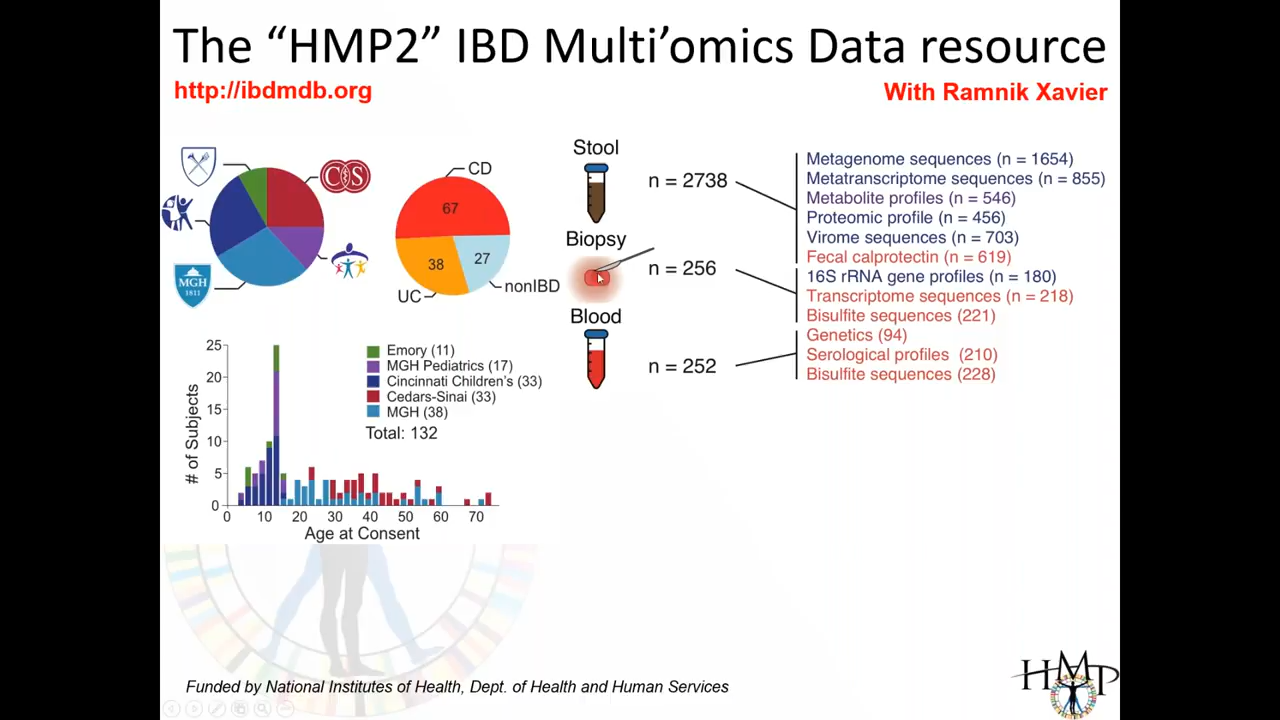 The “HMP2” IBD Multi’omics Data resource
http://ibdmdb.org
With Ramnik Xavier
CS
MGH
1811
CD
67
38
27
UC
nonIBD
Stool
n = 2738
Biopsy
n = 256
Blood
n = 252
Metagenome sequences (n = 1654)
Metatranscriptome sequences (n = 855)
Metabolite profiles (n = 546)
Proteomic profile (n = 456)
Virome sequences (n = 703)
Fecal calprotectin (n = 619)
16S rRNA gene profiles (n = 180)
Transcriptome sequences (n = 218)
Bisulfite sequences (221)
Genetics (94)
Serological profiles (210)
Bisulfite sequences (228)
# of Subjects
25
20
15
10
5
0
Emory (11)
MGH Pediatrics (17)
Cincinnati Children's (33)
Cedars-Sinai (33)
MGH (38)
Total: 132
0 10 20 30 40 50 60 70
Age at Consent
Funded by National Institutes of Health, Dept. of Health and Human Services
HMP